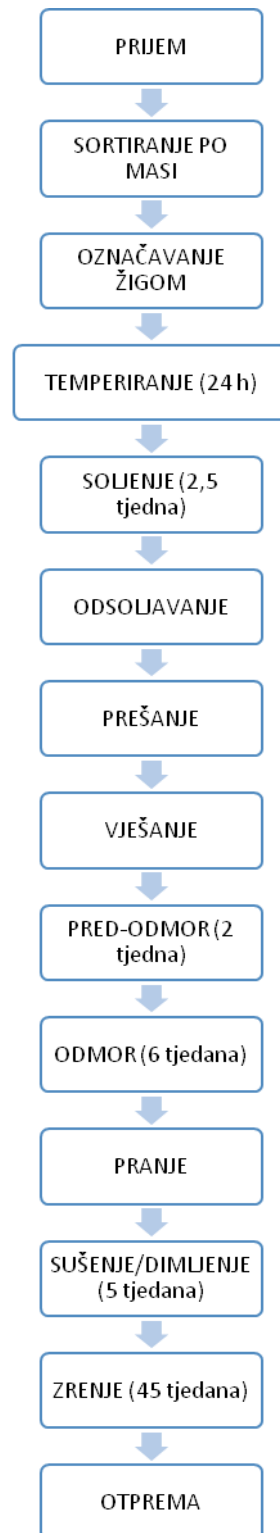 PRIJEM
SORTIRANJE PO
MASI
OZNAČAVANJE
ŽIGOM
TEMPERIRANJE (24 h)
SOLJENJE (2,5
tjedna)
ODSOLJAVANJE
PREŠANJE
VJEŠANJE
PRED-ODMOR (2
tjedna)
ODMOR (6 tjedana)
PRANJE
SUŠENJE/DIMLJENJE
(5 tjedana)
ZRENJE (45 tjedana)
OTPREMA